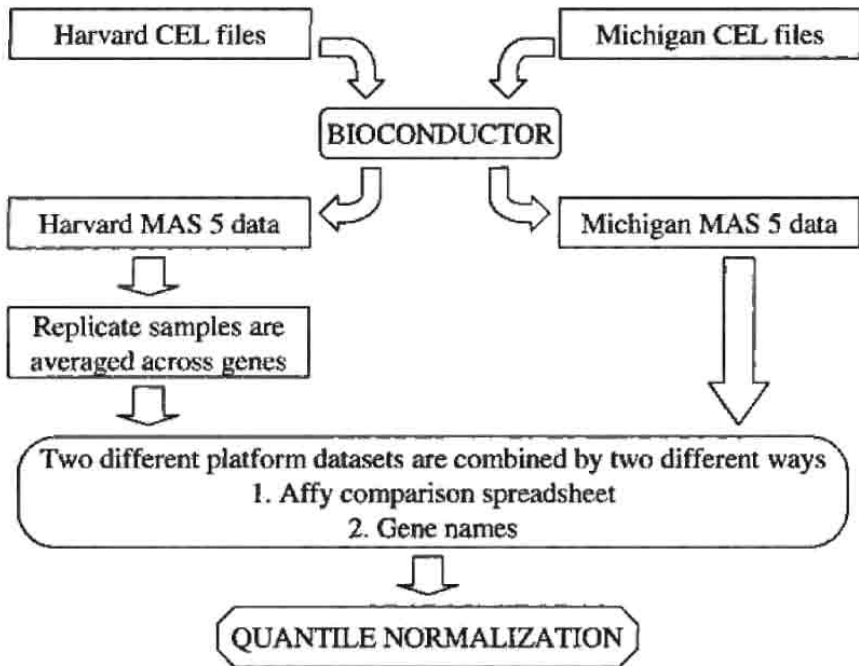 Harvard CEL files
Michigan CEL files
BIOCONDUCTOR
Harvard MAS 5 data
Michigan MAS 5 data
Replicate samples are
averaged across genes
Two different platform datasets are combined by two different ways
1. Affy comparison spreadsheet
2. Gene names
QUANTILE NORMALIZATION